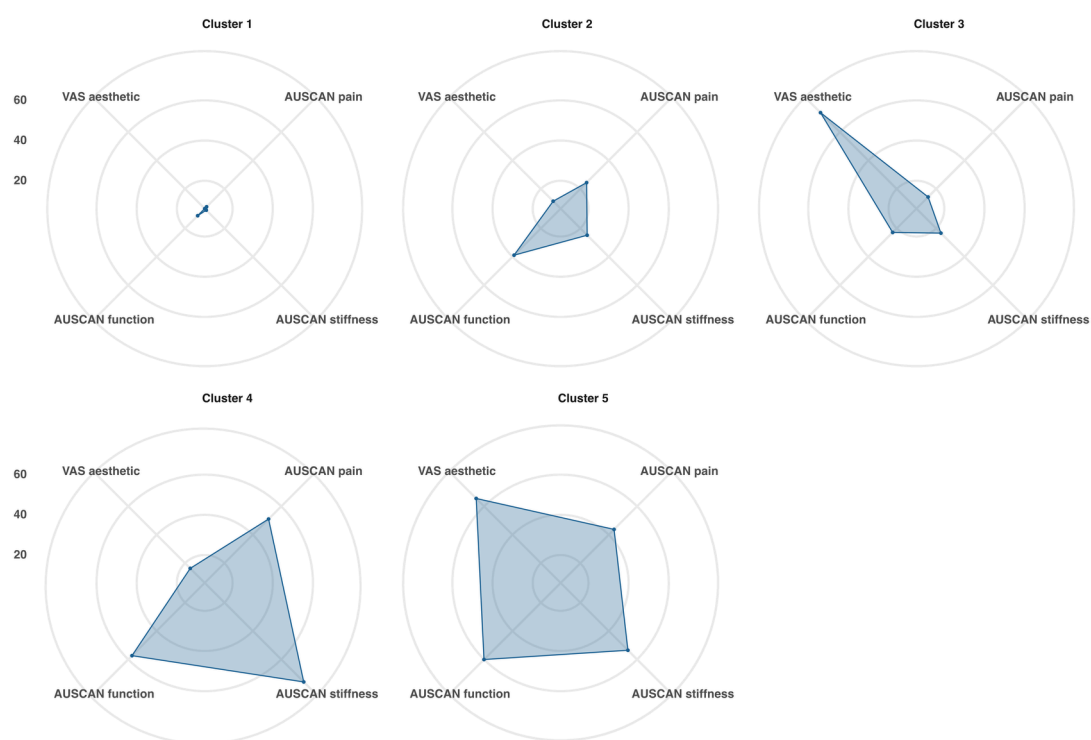 Cluster 1
Cluster 2
Cluster 3
60
VAS aesthetic
AUSCAN pain
VAS aesthetic
AUSCAN pain
VAS aesthetic
AUSCAN pain
40
20
AUSCAN function
AUSCAN stiffness
AUSCAN function
AUSCAN stiffness
AUSCAN function
AUSCAN stiffness
Cluster 4
Cluster 5
60
VAS aesthetic
AUSCAN pain
VAS aesthetic
AUSCAN pain
40
20
AUSCAN function
AUSCAN stiffness
AUSCAN function
AUSCAN stiffness